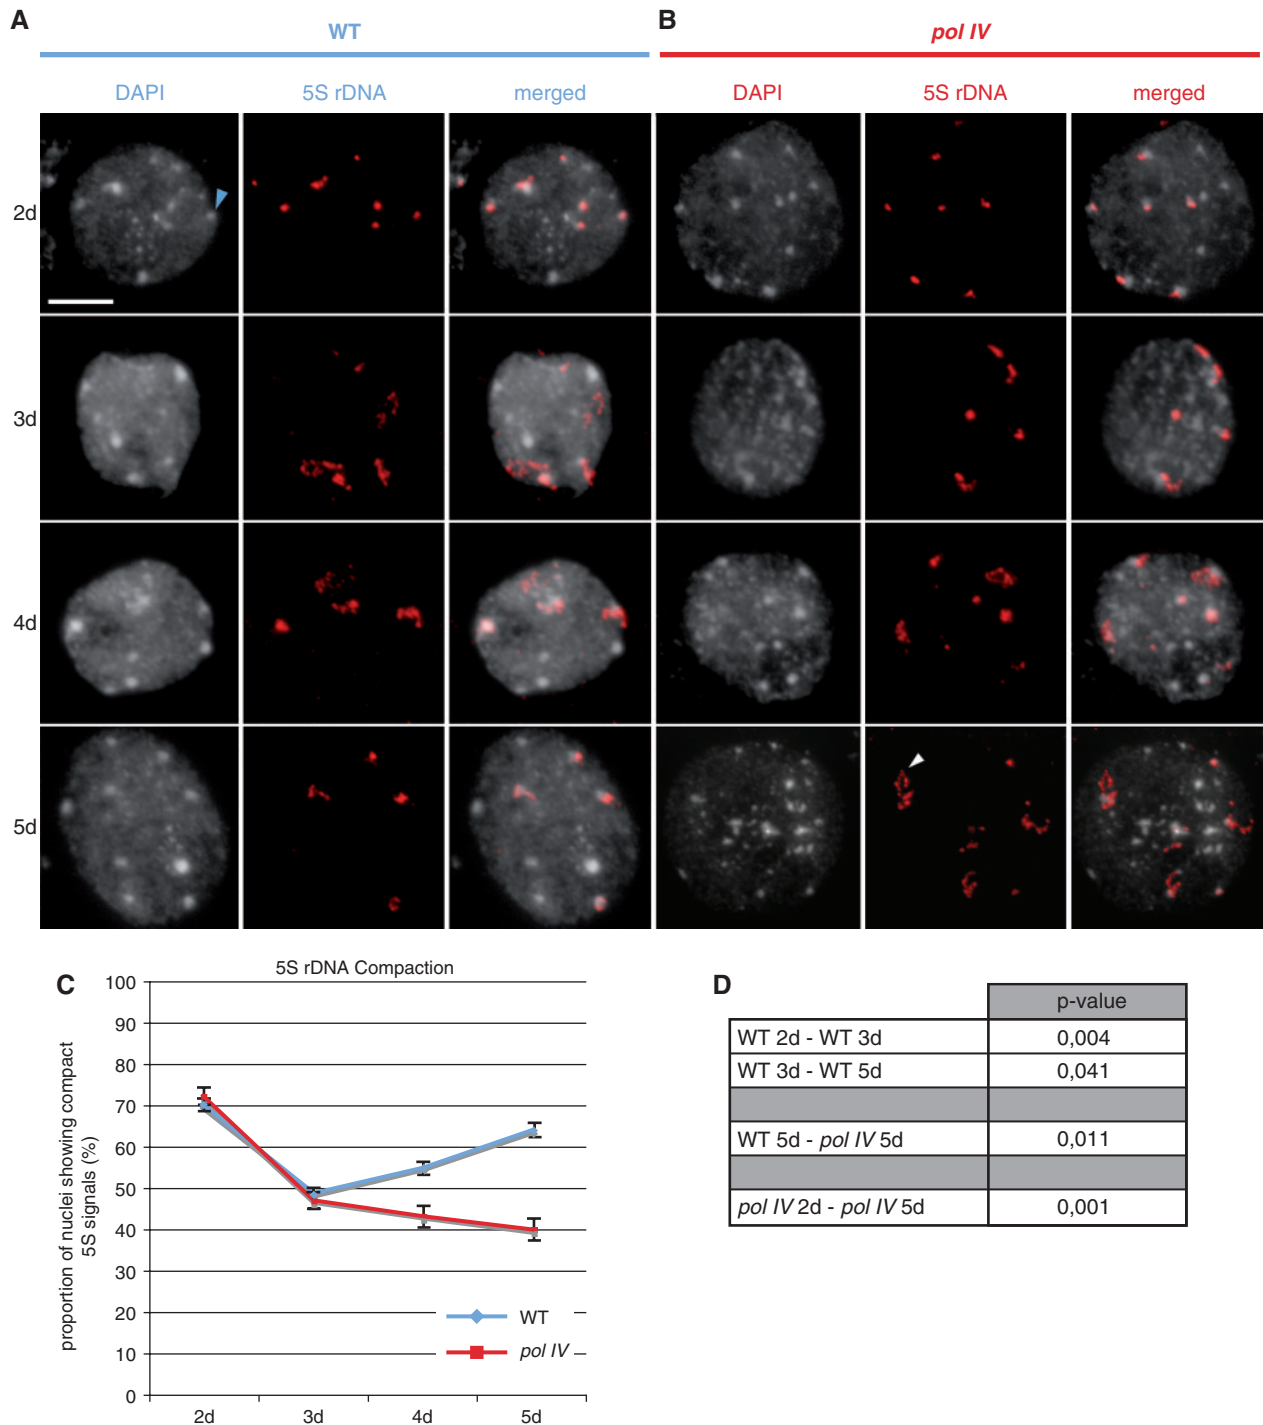 A
WT
B
pol IV
DAPI 5S rDNA merged DAPI 5S rDNA merged
2d
3d
4d
5d
C
5S rDNA Compaction
proportion of nuclei showing compact
5S signals (%)
100
90
80
70
60
50
40
30
20
10
0
2d 3d 4d 5d
WT
pol IV
D
p-value
WT 2d - WT 3d 0,004
WT 3d - WT 5d 0,041
WT 5d - pol IV 5d 0,011
pol IV 2d - pol IV 5d 0,001